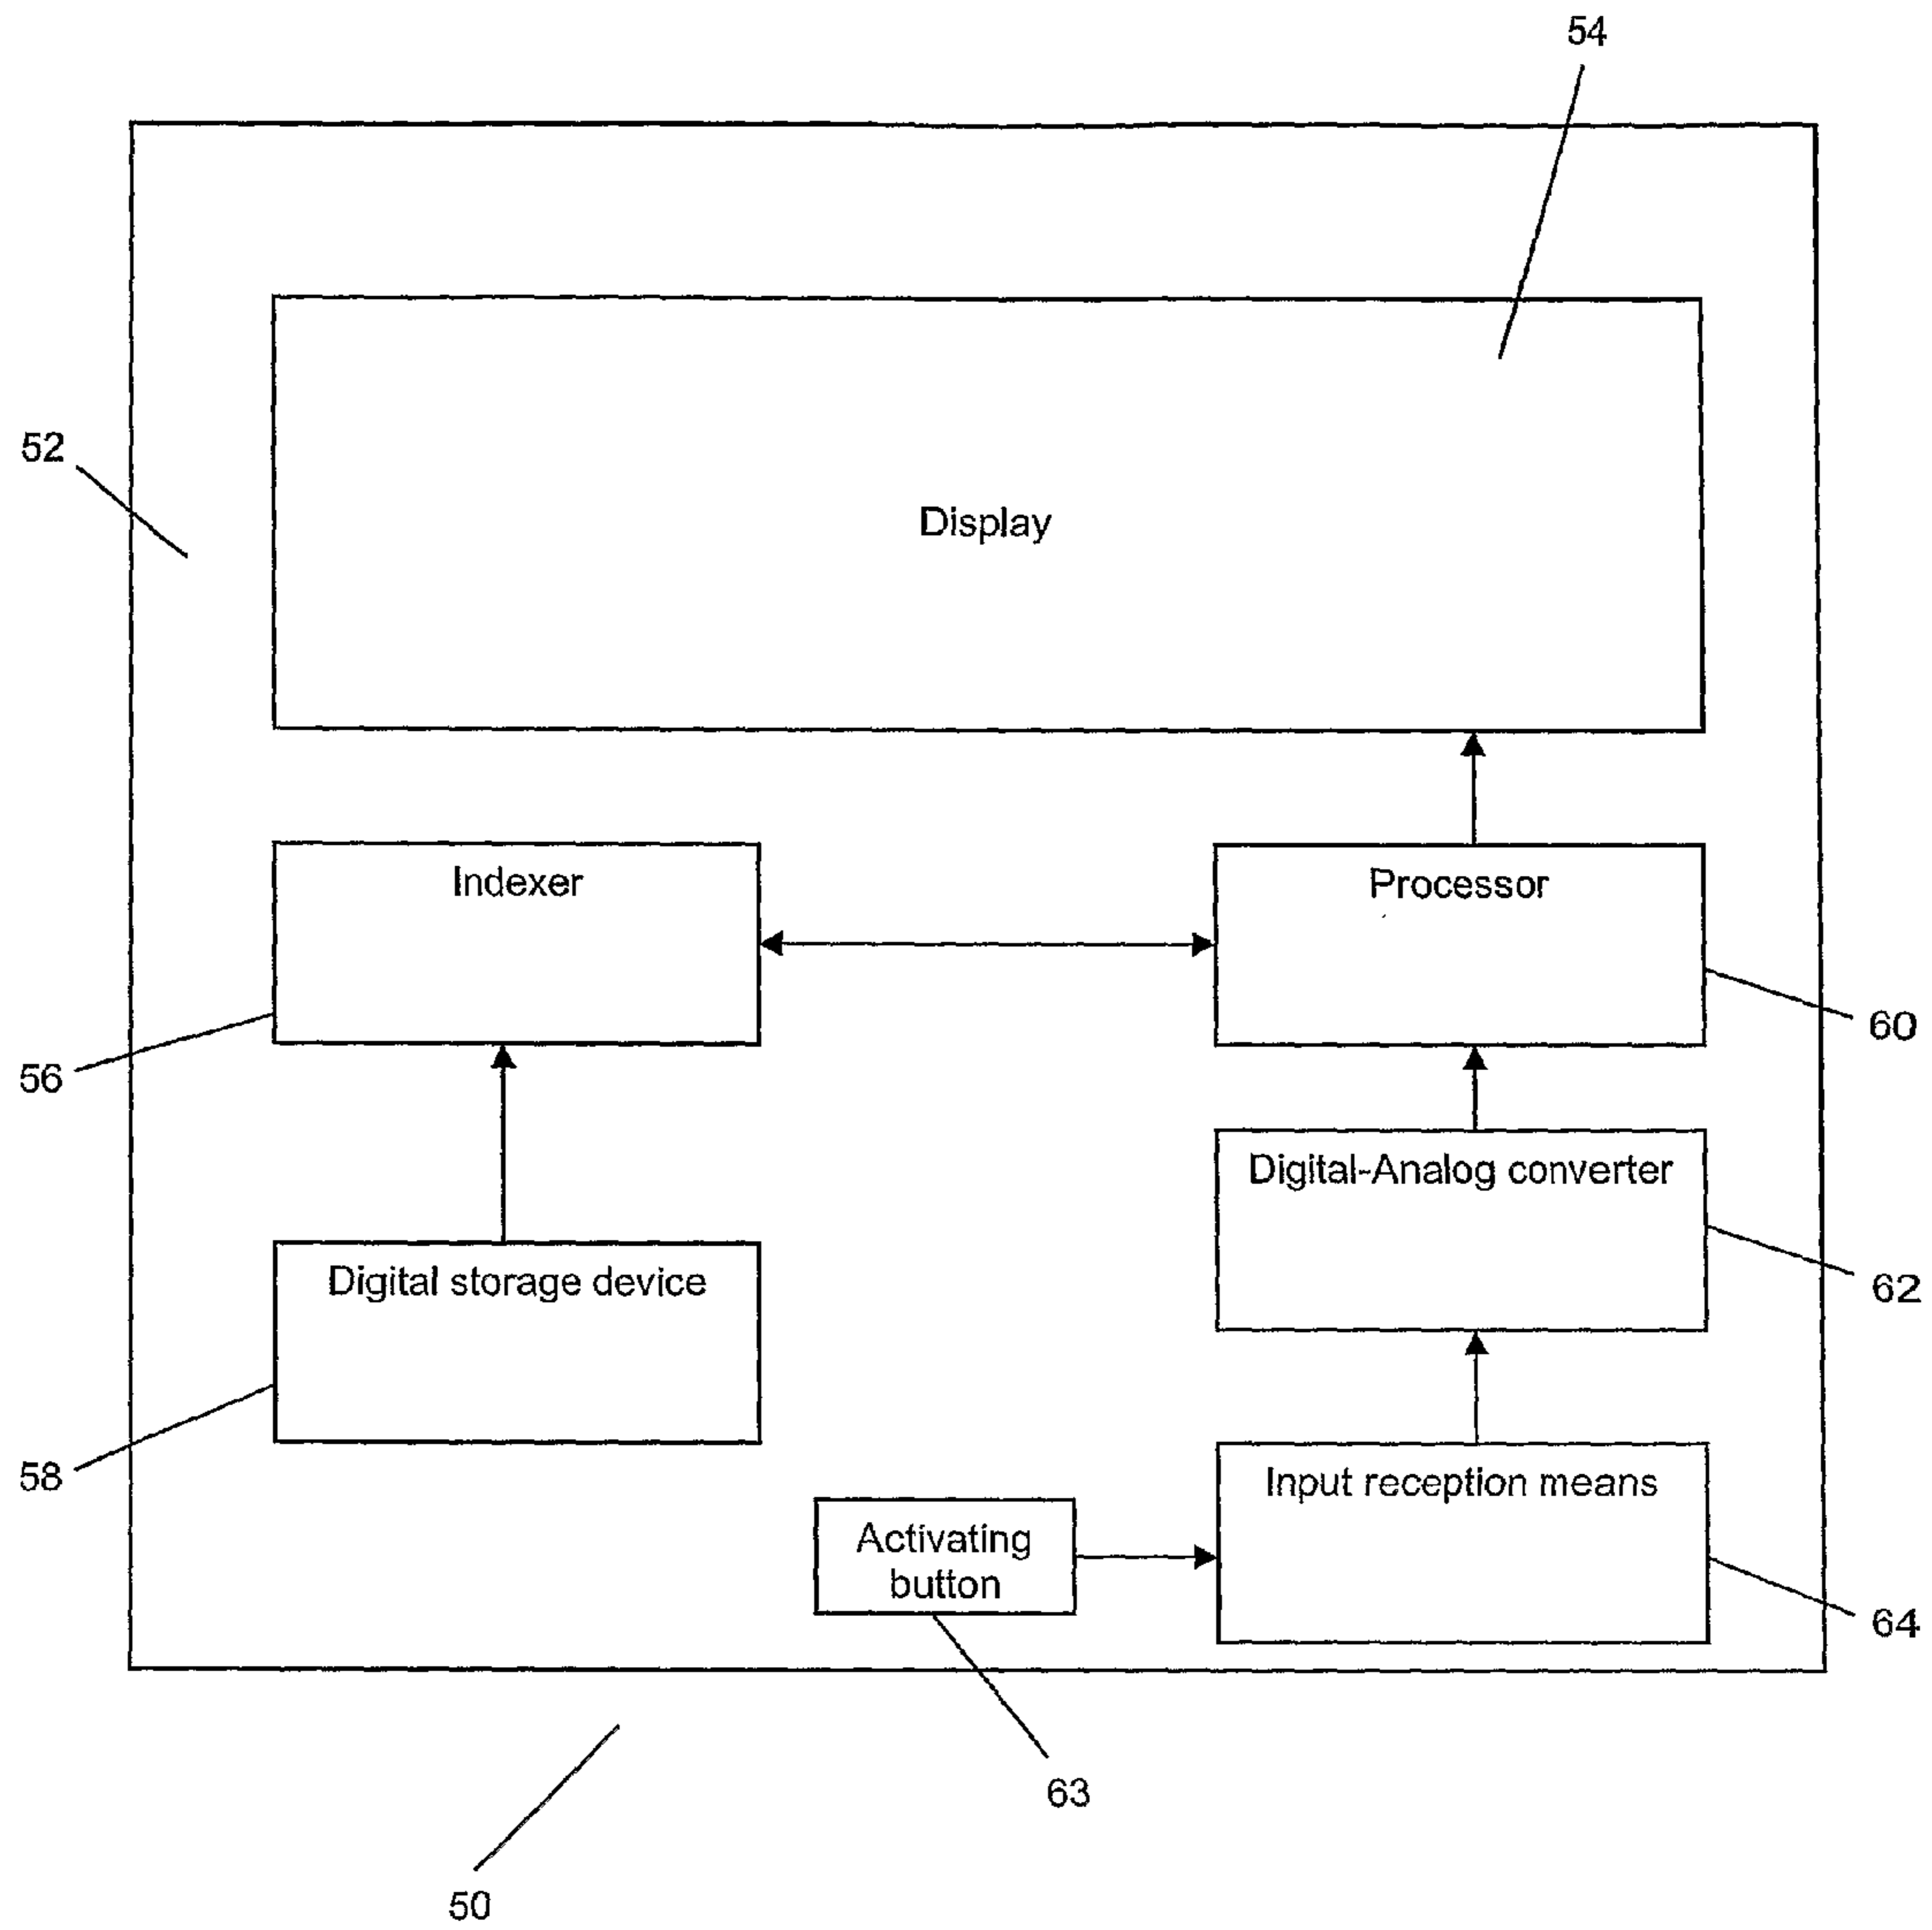 54
52
Display
Indexer
Processor
60
56
Digital-Analog converter
62
Digital storage device
58
Input reception means
Activating
button
64
63
50